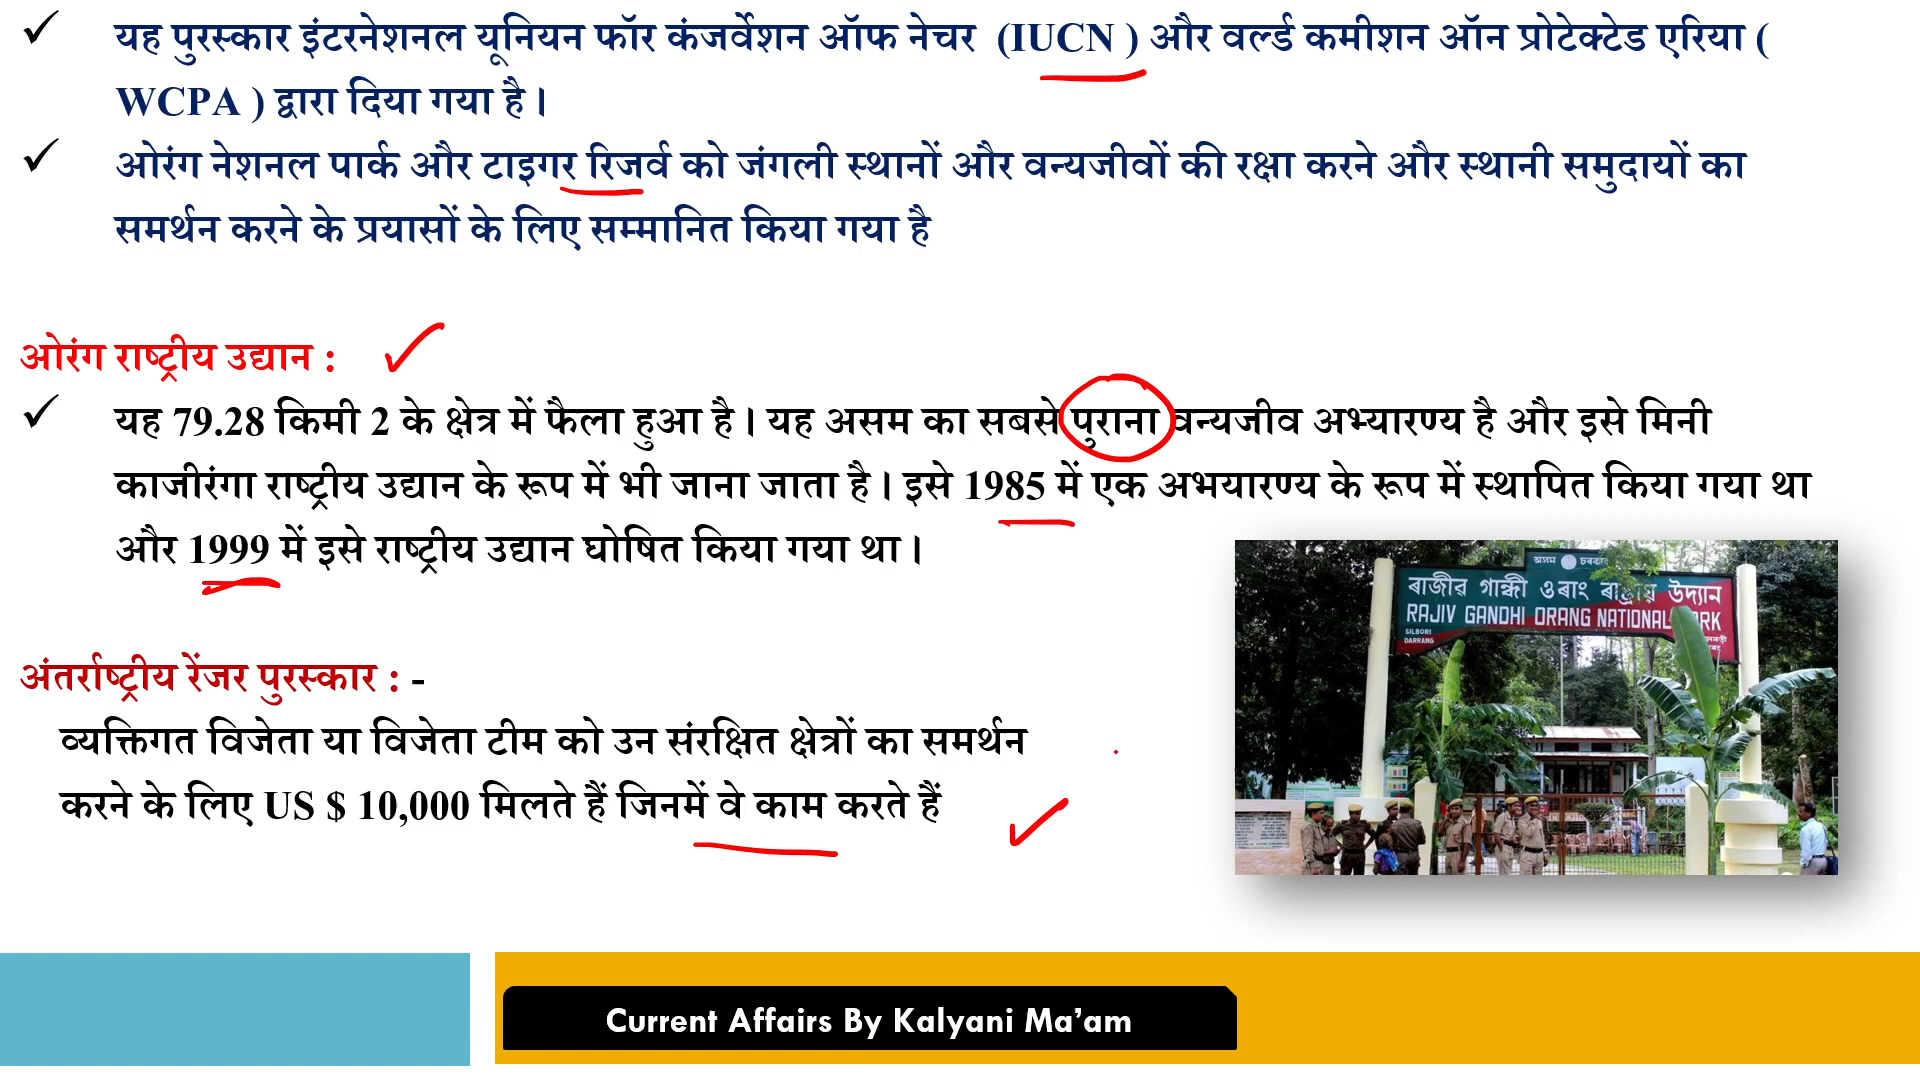 यह पुरस्कार इंटरनेशनल यूनियन फॉर कंजर्वेशन ऑफ नेचर (IUCN ) और वर्ल्ड कमीशन ऑन प्रोटेक्टेड एरिया (
WCPA ) द्वारा दिया गया है ।
ओरंग नेशनल पार्क और टाइगर रिजर्व को जंगली स्थानों और वन्यजीवों की रक्षा करने और स्थानी समुदायों का
समर्थन करने के प्रयासों के लिए सम्मानित किया गया है
ओरंग राष्ट्रीय उद्यान :
यह 79.28 किमी 2 के क्षेत्र में फैला हुआ है । यह असम का सबसे पुराना वन्यजीव अभ्यारण्य है और इसे मिनी
काजीरंगा राष्ट्रीय उद्यान के रूप में भी जाना जाता है । इसे 1985 में एक अभयारण्य के रूप में स्थापित किया गया था
और 1999 में इसे राष्ट्रीय उद्यान घोषित किया गया था ।
অসম
ৰাজীৱ গান্ধী ওৰাং ৰাষ্ট্ৰীয় উদ্যান
RAJIV GANDHI ORANG NATIONAL PARK
SILBORI
DARRANG
अंतर्राष्ट्रीय रेंजर पुरस्कार : -
व्यक्तिगत विजेता या विजेता टीम को उन संरक्षित क्षेत्रों का समर्थन
करने के लिए US $ 10,000 मिलते हैं जिनमें वे काम करते हैं
Current Affairs By Kalyani Ma’am